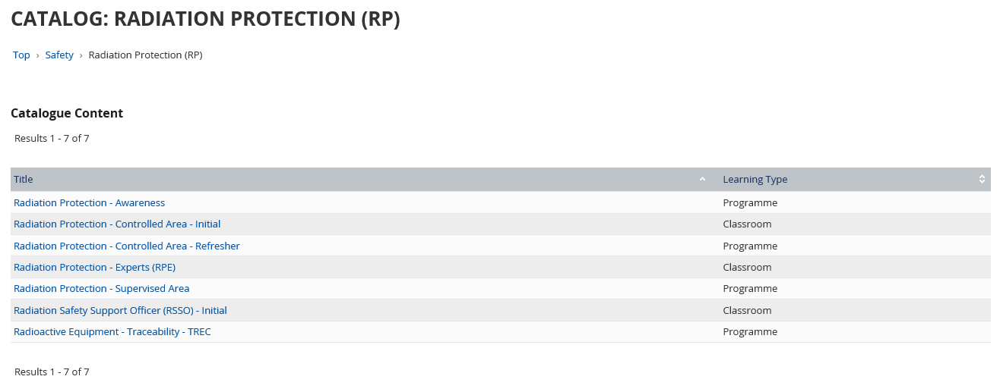 CATALOG: RADIATION PROTECTION (RP)
Top › Safety › Radiation Protection (RP)
Catalogue Content
Results 1 - 7 of 7
Title Learning Type
Radiation Protection - Awareness Programme
Radiation Protection - Controlled Area - Initial Classroom
Radiation Protection - Controlled Area - Refresher Programme
Radiation Protection - Experts (RPE) Classroom
Radiation Protection - Supervised Area Programme
Radiation Safety Support Officer (RSSO) - Initial Classroom
Radioactive Equipment - Traceability - TREC Programme
Results 1 - 7 of 7